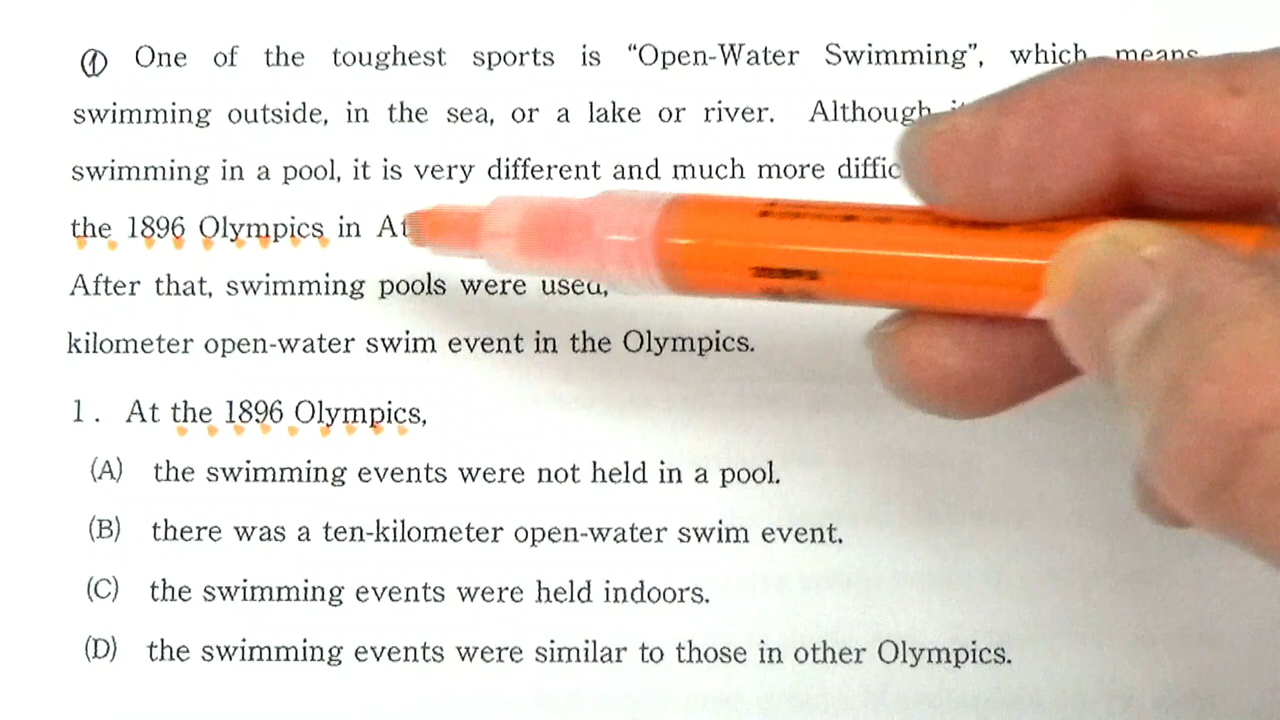 ① One of the toughest sports is “Open-Water Swimming”, which means
swimming outside, in the sea, or a lake or river. Although
swimming in a pool, it is very different and much more
the 1896 Olympics in
After that, swimming pools were used,
kilometer open-water swim event in the Olympics.
1. At the 1896 Olympics,
(A) the swimming events were not held in a pool.
(B) there was a ten-kilometer open-water swim event.
(C) the swimming events were held indoors.
(D) the swimming events were similar to those in other Olympics.